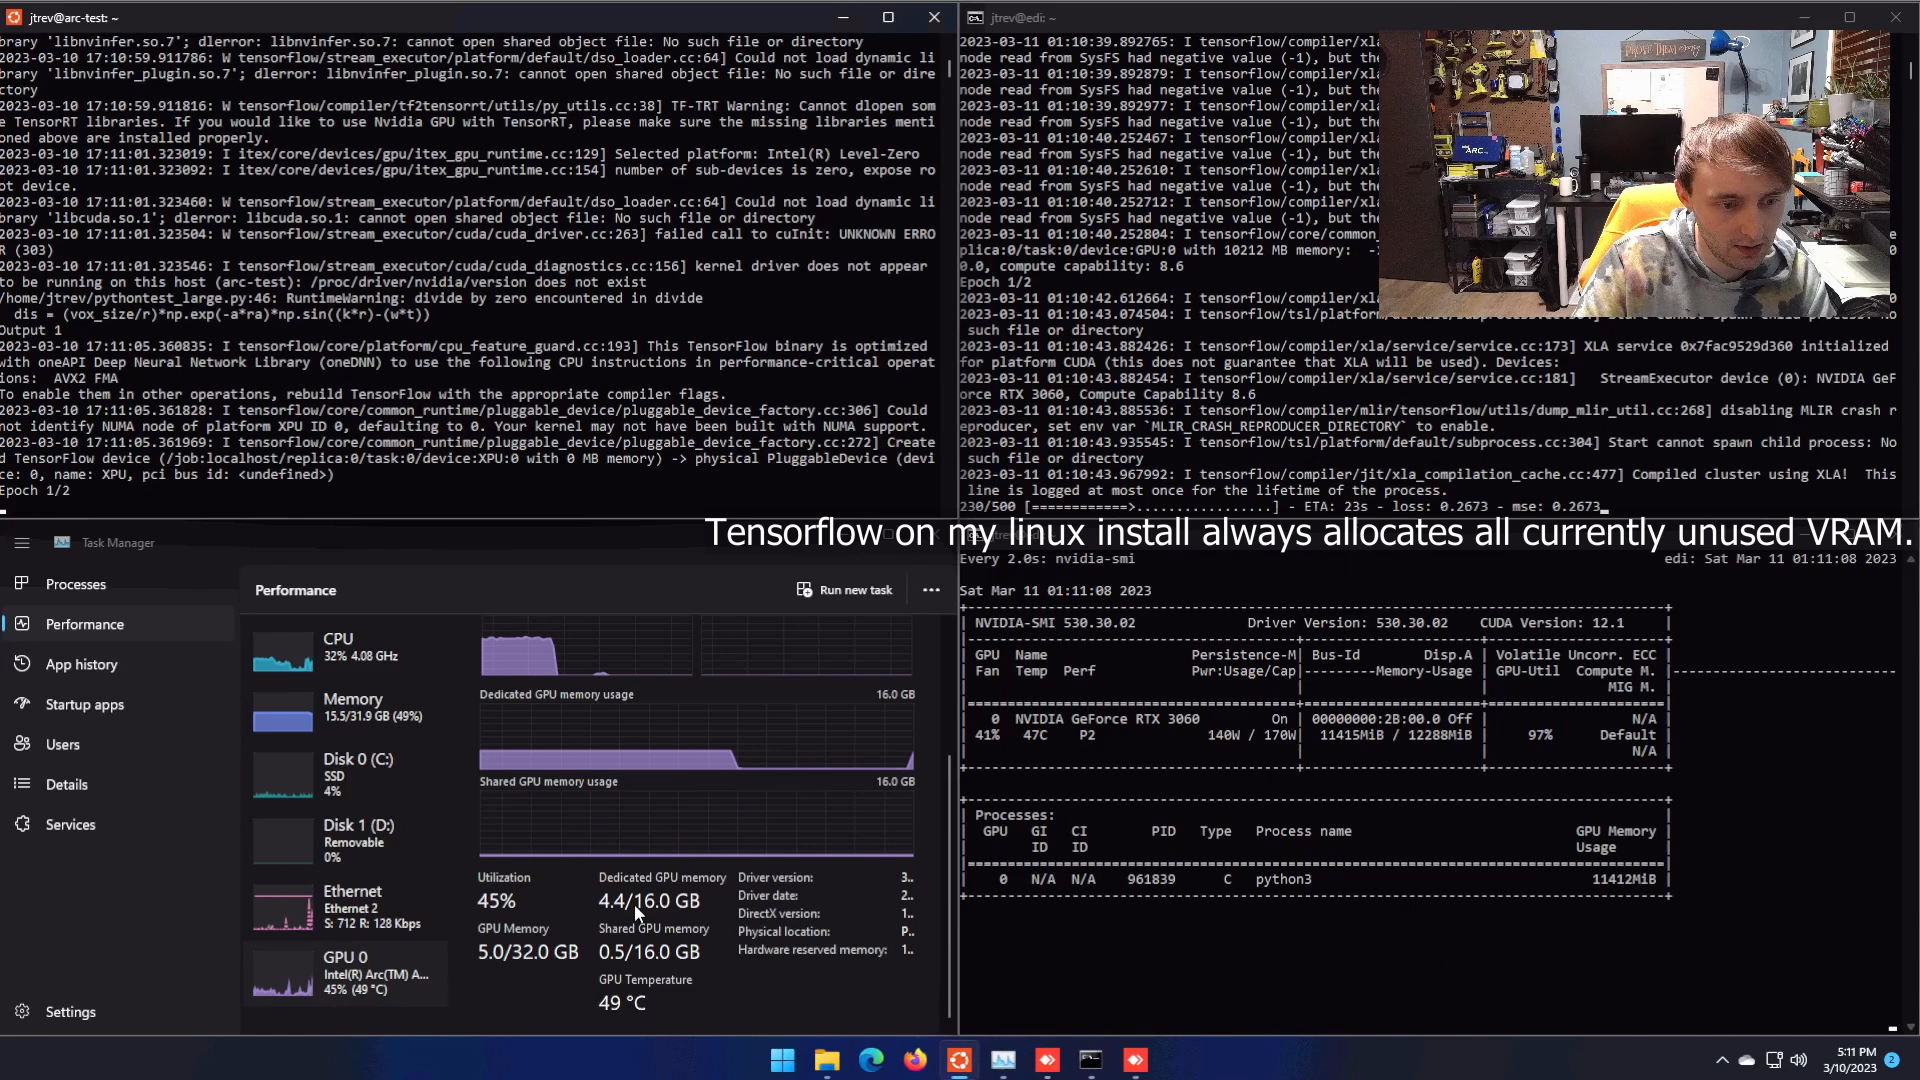 jtrev@arc-test: ~
brary 'libnvinfer.so.7'; dlerror: libnvinfer.so.7: cannot open shared object file: No such file or directory
2023-03-10 17:10:59.911786: W tensorflow/stream_executor/platform/default/dso_loader.cc:64] Could not load dynamic li
brary 'libnvinfer_plugin.so.7'; dlerror: libnvinfer_plugin.so.7: cannot open shared object file: No such file or dire
ctory
2023-03-10 17:10:59.911816: W tensorflow/compiler/tf2tensorrt/utils/py_utils.cc:38] TF-TRT Warning: Cannot dlopen som
e TensorRT libraries. If you would like to use Nvidia GPU with TensorRT, please make sure the missing libraries menti
oned above are installed properly.
2023-03-10 17:11:01.323019: I itex/core/devices/gpu/itex_gpu_runtime.cc:129] Selected platform: Intel(R) Level-Zero
2023-03-10 17:11:01.323092: I itex/core/devices/gpu/itex_gpu_runtime.cc:154] number of sub-devices is zero, expose ro
ot device.
2023-03-10 17:11:01.323460: W tensorflow/stream_executor/platform/default/dso_loader.cc:64] Could not load dynamic li
brary 'libcuda.so.1'; dlerror: libcuda.so.1: cannot open shared object file: No such file or directory
2023-03-10 17:11:01.323504: W tensorflow/stream_executor/cuda/cuda_driver.cc:263] failed call to cuInit: UNKNOWN ERRO
R (303)
2023-03-10 17:11:01.323546: I tensorflow/stream_executor/cuda/cuda_diagnostics.cc:156] kernel driver does not appear
to be running on this host (arc-test): /proc/driver/nvidia/version does not exist
/home/jtrev/pythontest_large.py:46: RuntimeWarning: divide by zero encountered in divide
dis = (vox_size/r)*np.exp(-a*ra)*np.sin((k*r)-(w*t))
Output 1
2023-03-10 17:11:05.360835: I tensorflow/core/platform/cpu_feature_guard.cc:193] This TensorFlow binary is optimized
with oneAPI Deep Neural Network Library (oneDNN) to use the following CPU instructions in performance-critical operat
ions:  AVX2 FMA
To enable them in other operations, rebuild TensorFlow with the appropriate compiler flags.
2023-03-10 17:11:05.361828: I tensorflow/core/common_runtime/pluggable_device/pluggable_device_factory.cc:306] Could
not identify NUMA node of platform XPU ID 0, defaulting to 0. Your kernel may not have been built with NUMA support.
2023-03-10 17:11:05.361969: I tensorflow/core/common_runtime/pluggable_device/pluggable_device_factory.cc:272] Create
d TensorFlow device (/job:localhost/replica:0/task:0/device:XPU:0 with 0 MB memory) -> physical PluggableDevice (devi
ce: 0, name: XPU, pci bus id: <undefined>)
Epoch 1/2
jtrev@edi: ~
2023-03-11 01:10:39.892765: I tensorflow/compiler/xla
node read from SysFS had negative value (-1), but the
2023-03-11 01:10:39.892879: I tensorflow/compiler/xla
node read from SysFS had negative value (-1), but the
2023-03-11 01:10:39.892977: I tensorflow/compiler/xla
node read from SysFS had negative value (-1), but the
2023-03-11 01:10:40.252467: I tensorflow/compiler/xla
node read from SysFS had negative value (-1), but the
2023-03-11 01:10:40.252610: I tensorflow/compiler/xla
node read from SysFS had negative value (-1), but the
2023-03-11 01:10:40.252712: I tensorflow/compiler/xla
node read from SysFS had negative value (-1), but the
2023-03-11 01:10:40.252804: I tensorflow/core/common_
plica:0/task:0/device:GPU:0 with 10212 MB memory:  -
0.0, compute capability: 8.6
Epoch 1/2
2023-03-11 01:10:42.612664: I tensorflow/compiler/xla
2023-03-11 01:10:43.074504: I tensorflow/tsl/platform/default/subprocess.cc:304] Start cannot spawn child process: No
such file or directory
2023-03-11 01:10:43.882426: I tensorflow/compiler/xla/service/service.cc:173] XLA service 0x7fac9529d360 initialized
for platform CUDA (this does not guarantee that XLA will be used). Devices:
2023-03-11 01:10:43.882454: I tensorflow/compiler/xla/service/service.cc:181]   StreamExecutor device (0): NVIDIA GeF
orce RTX 3060, Compute Capability 8.6
2023-03-11 01:10:43.885536: I tensorflow/compiler/mlir/tensorflow/utils/dump_mlir_util.cc:268] disabling MLIR crash r
eproducer, set env var `MLIR_CRASH_REPRODUCER_DIRECTORY` to enable.
2023-03-11 01:10:43.935545: I tensorflow/tsl/platform/default/subprocess.cc:304] Start cannot spawn child process: No
such file or directory
2023-03-11 01:10:43.967992: I tensorflow/compiler/jit/xla_compilation_cache.cc:477] Compiled cluster using XLA!  This
line is logged at most once for the lifetime of the process.
230/500 [============>.................] - ETA: 23s - loss: 0.2673 - mse: 0.2673
Tensorflow on my linux install always allocates all currently unused VRAM.
Task Manager
Processes
Performance
App history
Startup apps
Users
Details
Services
Settings
Performance
Run new task
CPU
32% 4.08 GHz
Memory
15.5/31.9 GB (49%)
Disk 0 (C:)
SSD
4%
Disk 1 (D:)
Removable
0%
Ethernet
Ethernet 2
S: 712 R: 128 Kbps
GPU 0
Intel(R) Arc(TM) A...
45% (49 °C)
Dedicated GPU memory usage 16.0 GB
Shared GPU memory usage 16.0 GB
Utilization
45%
Dedicated GPU memory
4.4/16.0 GB
GPU Memory
5.0/32.0 GB
Shared GPU memory
0.5/16.0 GB
GPU Temperature
49 °C
Driver version: 3..
Driver date: 2..
DirectX version: 1..
Physical location: P..
Hardware reserved memory: 1..
Every 2.0s: nvidia-smi edi: Sat Mar 11 01:11:08 2023
Sat Mar 11 01:11:08 2023
NVIDIA-SMI 530.30.02 Driver Version: 530.30.02 CUDA Version: 12.1
GPU Name Persistence-M| Bus-Id Disp.A | Volatile Uncorr. ECC
Fan Temp Perf Pwr:Usage/Cap| Memory-Usage | GPU-Util Compute M.
MIG M.
0 NVIDIA GeForce RTX 3060 On | 00000000:2B:00.0 Off | N/A
41% 47C P2 140W / 170W| 11415MiB / 12288MiB | 97% Default
N/A
Processes:
GPU GI CI PID Type Process name GPU Memory
ID ID Usage
0 N/A N/A 961839 C python3 11412MiB
5:11 PM
3/10/2023
2